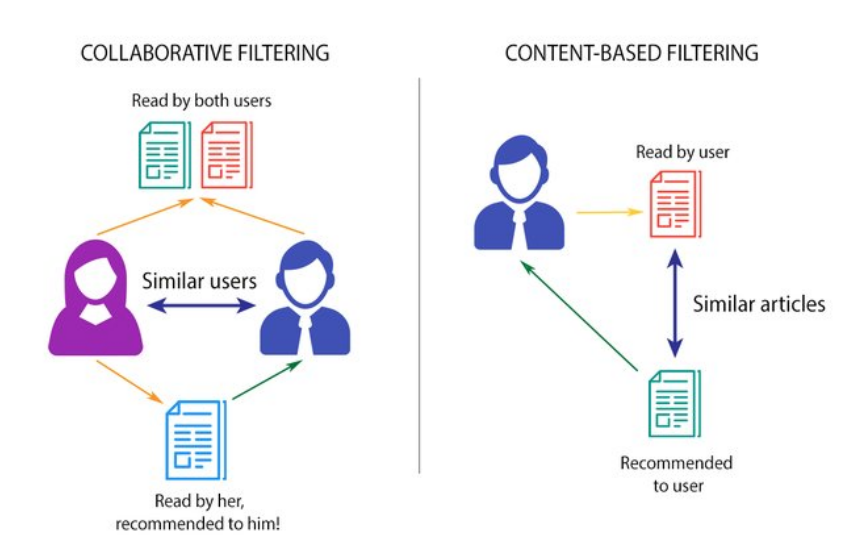 COLLABORATIVE FILTERING
Read by both users
Similar users
Read by her,
recommended to him!
CONTENT-BASED FILTERING
Read by user
Similar articles
Recommended
to user